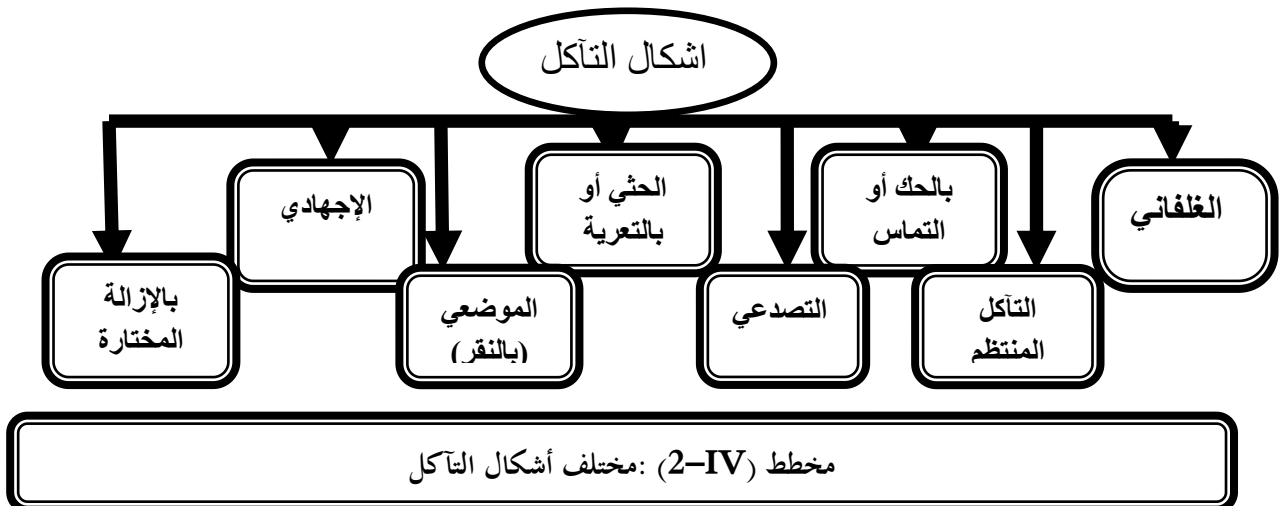 اشكال التآكل
الغلفاني
بالحك أو
التماس
الحثي أو
بالتعرية
الإجهادي
التآكل
المنتظم
التصدعي
الموضعي
(بالنقر)
بالإزالة
المختارة
مخطط (2–IV) :مختلف أشكال التآكل